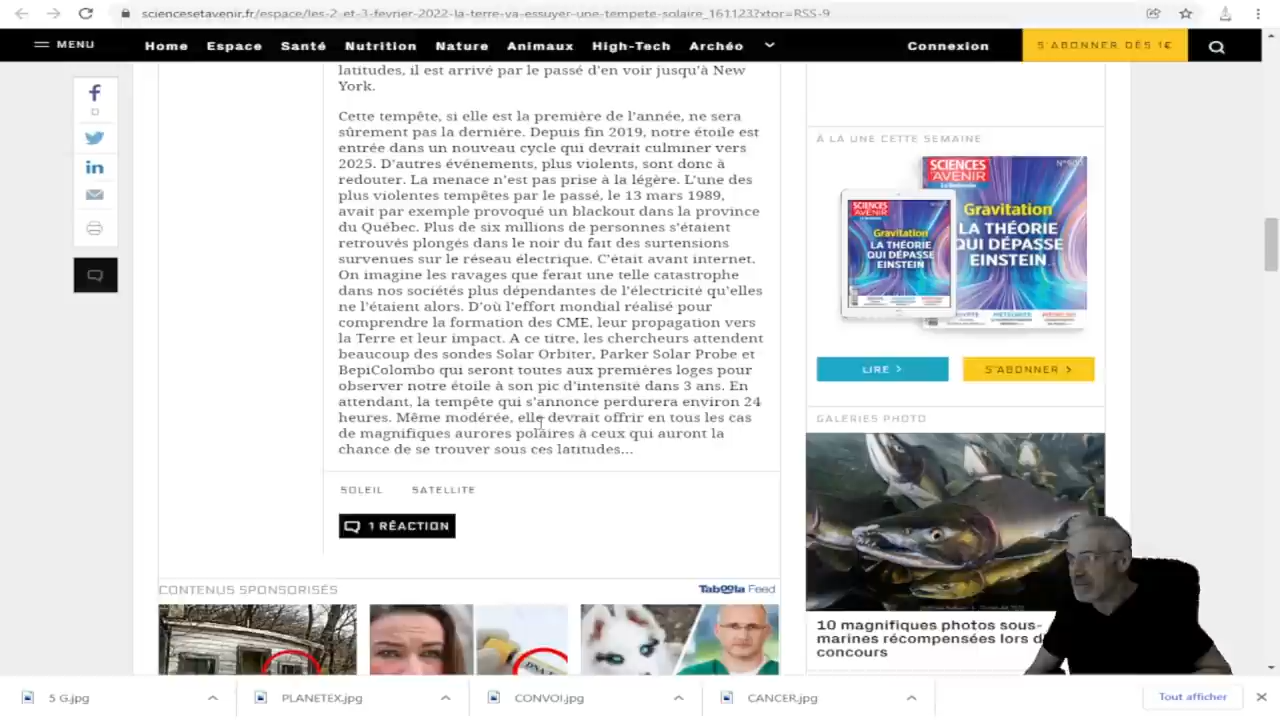 sciencesetavenir.fr/espace/les-2-et-3-fevrier-2022-la-terre-va-essuyer-une-tempete-solaire_161123?xtor=RSS-9
MENU
Home
Espace
Santé
Nutrition
Nature
Animaux
High-Tech
Archéo
Connexion
S'ABONNER DÈS 1€
latitudes, il est arrivé par le passé d'en voir jusqu'à New
York.
Cette tempête, si elle est la première de l'année, ne sera
sûrement pas la dernière. Depuis fin 2019, notre étoile est
entrée dans un nouveau cycle qui devrait culminer vers
2025. D'autres événements, plus violents, sont donc à
redouter. La menace n'est pas prise à la légère. L'une des
plus violentes tempêtes par le passé, le 13 mars 1989,
avait par exemple provoqué un blackout dans la province
du Québec. Plus de six millions de personnes s'étaient
retrouvés plongés dans le noir du fait des surtensions
survenues sur le réseau électrique. C'était avant internet.
On imagine les ravages que ferait une telle catastrophe
dans nos sociétés plus dépendantes de l'électricité qu'elles
ne l'étaient alors. D'où l'effort mondial réalisé pour
comprendre la formation des CME, leur propagation vers
la Terre et leur impact. A ce titre, les chercheurs attendent
beaucoup des sondes Solar Orbiter, Parker Solar Probe et
BepiColombo qui seront toutes aux premières loges pour
observer notre étoile à son pic d'intensité dans 3 ans. En
attendant, la tempête qui s'annonce perdurera environ 24
heures. Même modérée, elle devrait offrir en tous les cas
de magnifiques aurores polaires à ceux qui auront la
chance de se trouver sous ces latitudes...
SOLEIL
SATELLITE
1 RÉACTION
CONTENUS SPONSORISÉS
Taboola Feed
À LA UNE CETTE SEMAINE
SCIENCES
AVENIR
Gravitation
LA THÉORIE
QUI DÉPASSE
EINSTEIN
SCIENCES
AVENIR
Gravitation
LA THÉORIE
QUI DÉPASSE
EINSTEIN
LIRE >
S'ABONNER >
GALERIES PHOTO
10 magnifiques photos sous-
marines récompensées lors d
concours
5 G.jpg
PLANETEX.jpg
CONVOI.jpg
CANCER.jpg
Tout afficher